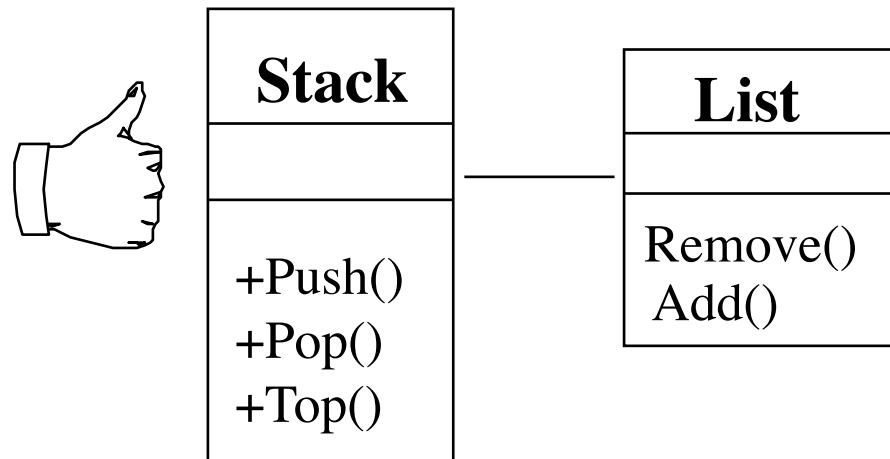 Stack
+Push()
+Pop()
+Top()
List
Remove()
Add()